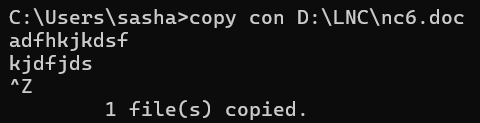 C:\Users\sasha>copy con D:\LNC\nc6.doc
adfhkjkdsf
kjdfjds
^Z
        1 file(s) copied.